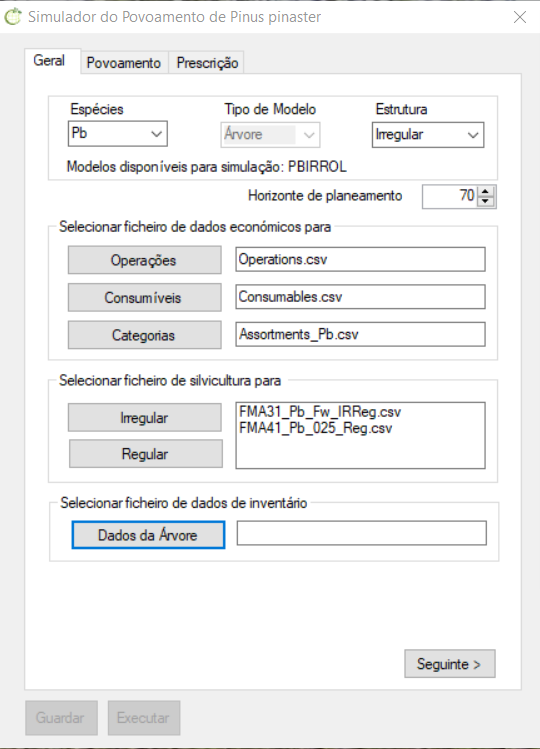 Simulador do Povoamento de Pinus pinaster
Geral Povoamento Prescrição
Espécies Tipo de Modelo Estrutura
Pb Árvore Irregular
Modelos disponíveis para simulação: PBIRROL
Horizonte de planeamento 70
Selecionar ficheiro de dados económicos para
Operações Operations.csv
Consumíveis Consumables.csv
Categorias Assortments_Pb.csv
Selecionar ficheiro de silvicultura para
Irregular FMA31_Pb_Fw_IRReg.csv
FMA41_Pb_025_Reg.csv
Regular
Selecionar ficheiro de dados de inventário
Dados da Árvore
Seguinte >
Guardar Executar